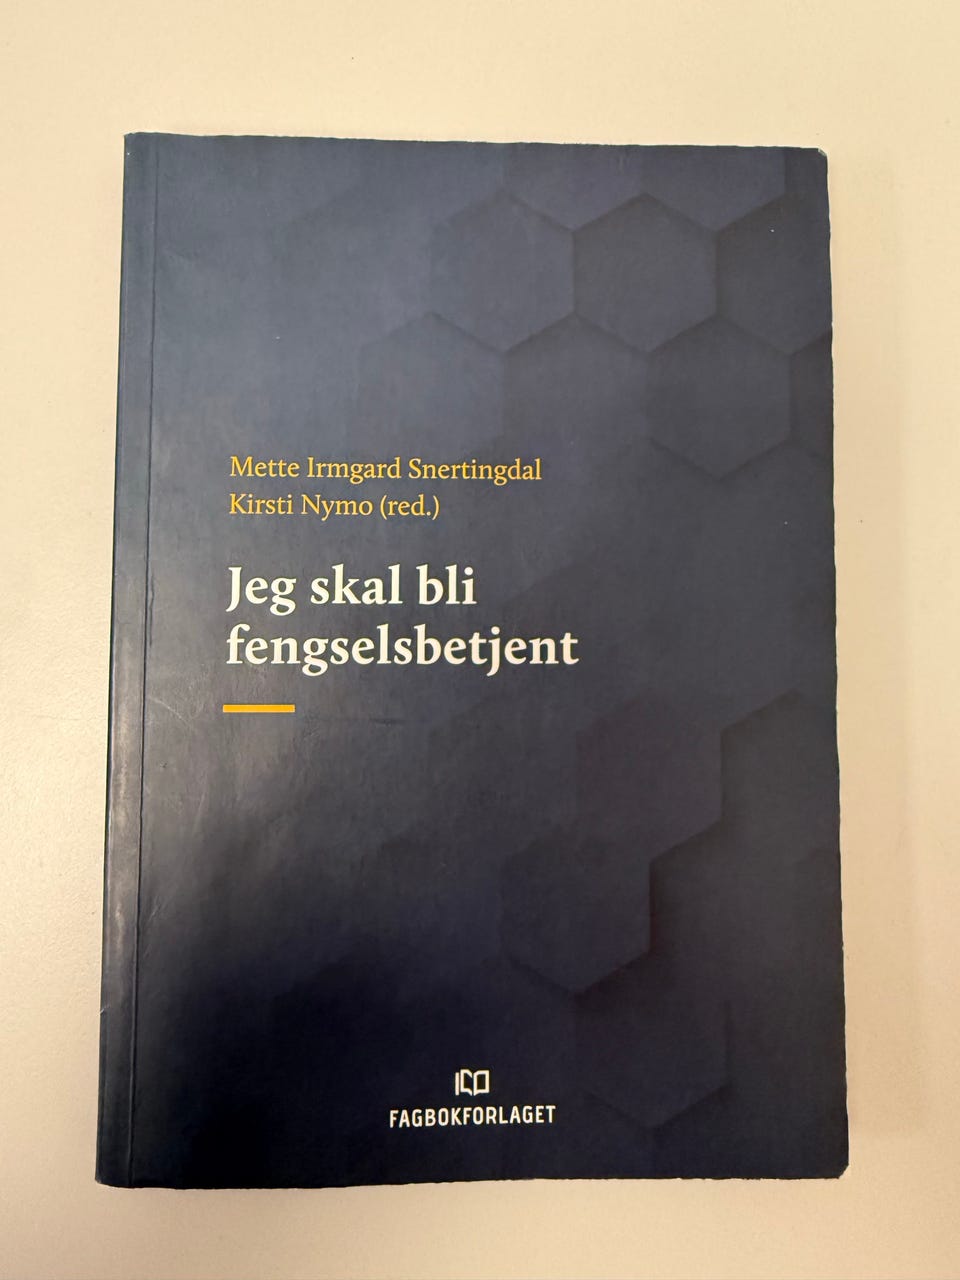 Mette Irmgard Snertingdal
Kirsti Nymo (red.)
Jeg skal bli
fengselsbetjent
FAGBOKFORLAGET